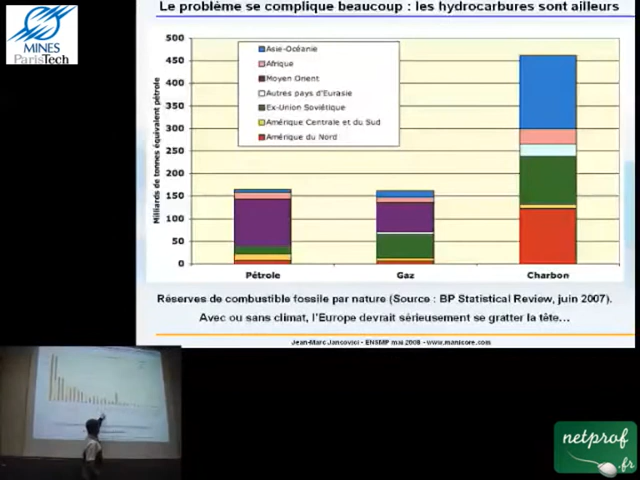 MINES
ParisTech
Le problème se complique beaucoup : les hydrocarbures sont ailleurs
Milliards de tonnes équivalent pétrole
500
450
400
350
300
250
200
150
100
50
0
Asie-Océanie
Afrique
Moyen Orient
Autres pays d'Eurasie
Ex-Union Soviétique
Amérique Centrale et du Sud
Amérique du Nord
Pétrole
Gaz
Charbon
Réserves de combustible fossile par nature (Source : BP Statistical Review, juin 2007).
Avec ou sans climat, l'Europe devrait sérieusement se gratter la tête…
Jean-Marc Jancovici - ENSMP mai 2008 - www.manicore.com
netprof
.fr